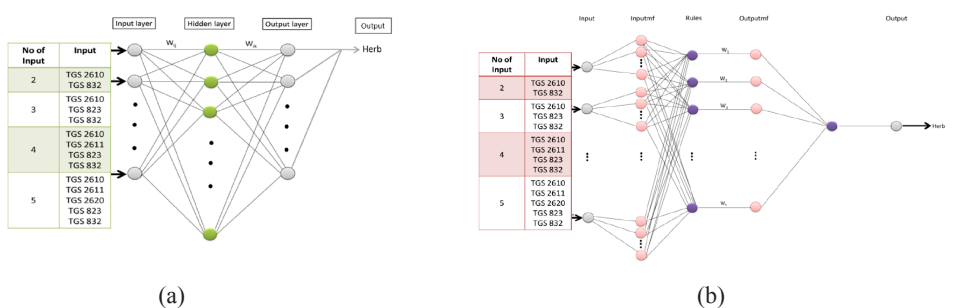 Input layer Hidden layer Output layer Output
No of Input Input
2 TGS 2610
TGS 832
3 TGS 2610
TGS 823
TGS 832
4 TGS 2610
TGS 2611
TGS 823
TGS 832
5 TGS 2610
TGS 2611
TGS 2620
TGS 823
TGS 832
Wij Wjk
Herb
(a)
Input Inputmf Rules Outputmf Output
No of Input Input
2 TGS 2610
TGS 832
3 TGS 2610
TGS 823
TGS 832
4 TGS 2610
TGS 2611
TGS 823
TGS 832
5 TGS 2610
TGS 2611
TGS 2620
TGS 823
TGS 832
Herb
(b)